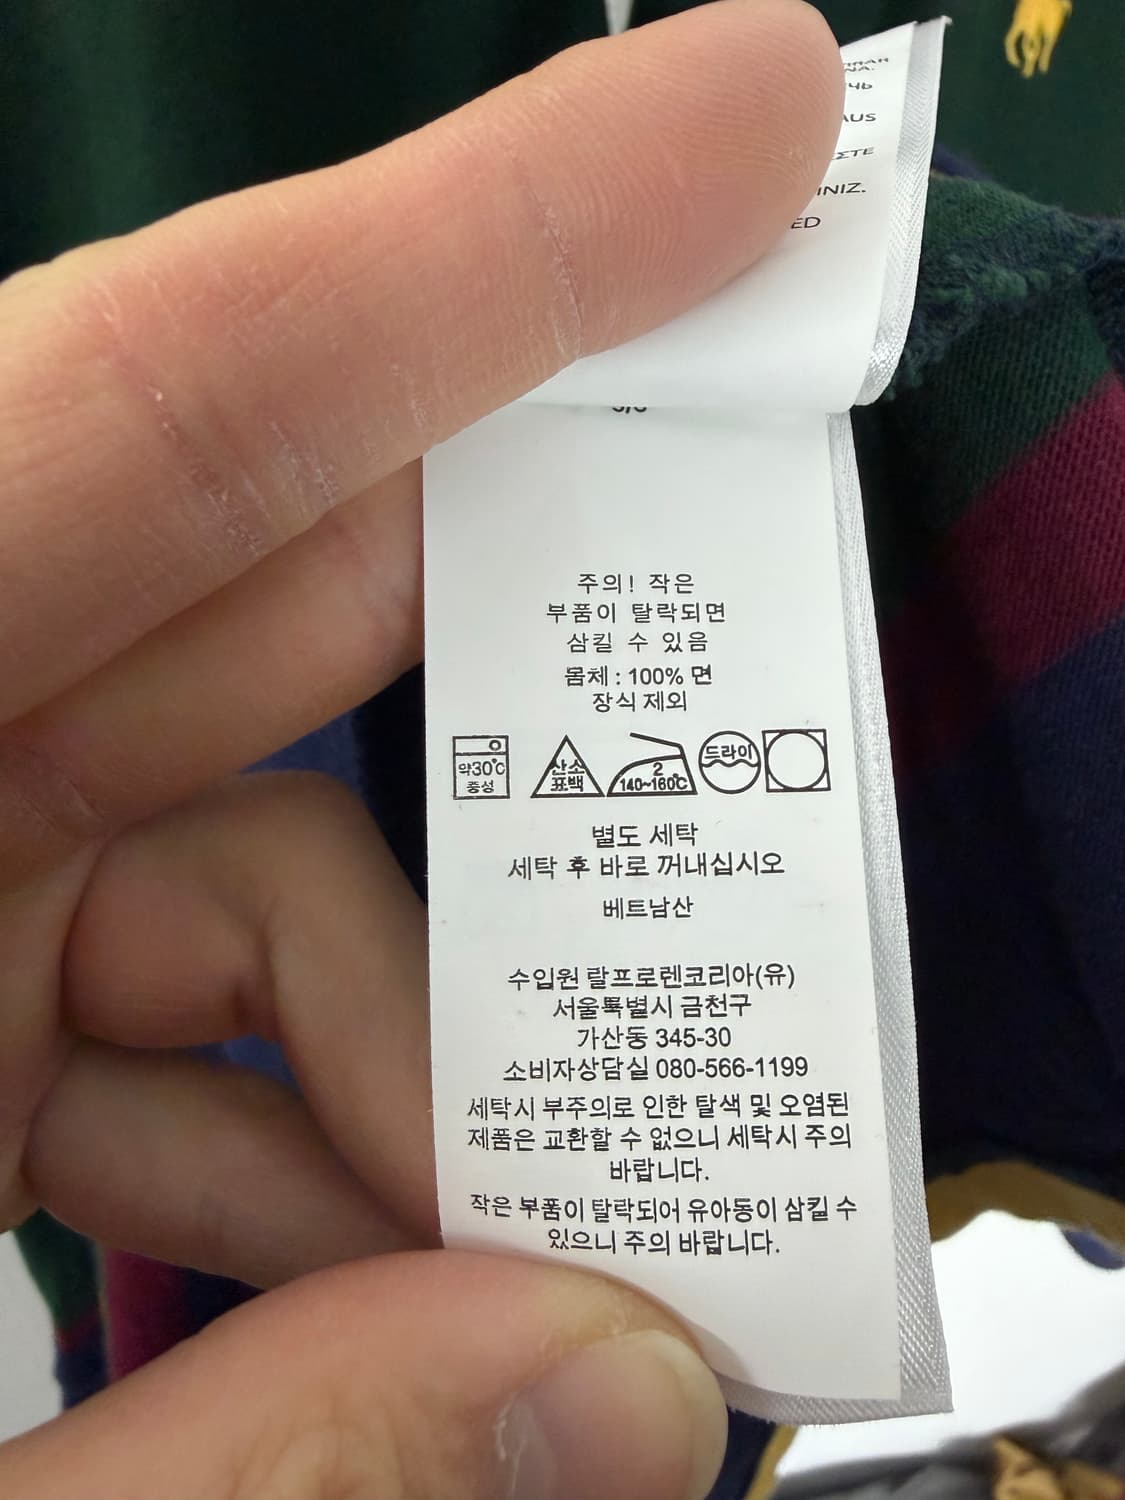 INIZ.
주의! 작은
부품이 탈락되면
삼킬 수 있음
몸체 : 100% 면
장식 제외
약30℃
중성
산소
표백
2
140~160℃
드라이
별도 세탁
세탁 후 바로 꺼내십시오
베트남산
수입원 랄프로렌코리아(유)
서울특별시 금천구
가산동 345-30
소비자상담실 080-566-1199
세탁시 부주의로 인한 탈색 및 오염된
제품은 교환할 수 없으니 세탁시 주의
바랍니다.
작은 부품이 탈락되어 유아동이 삼킬 수
있으니 주의 바랍니다.